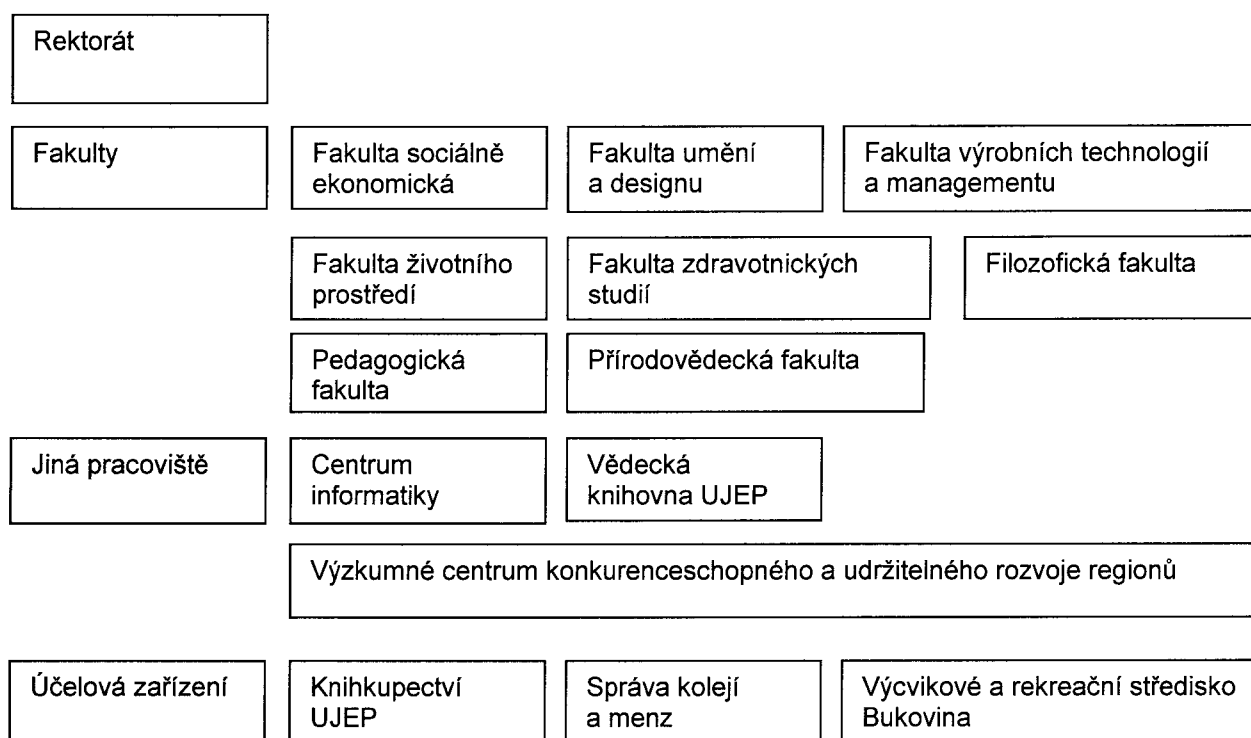 Rektorát
Fakulty
Fakulta sociálně
ekonomická
Fakulta umění
a designu
Fakulta výrobních technologií
a managementu
Fakulta životního
prostředí
Fakulta zdravotnických
studií
Filozofická fakulta
Pedagogická
fakulta
Přírodovědecká fakulta
Jiná pracoviště
Centrum
informatiky
Vědecká
knihovna UJEP
Výzkumné centrum konkurenceschopného a udržitelného rozvoje regionů
Účelová zařízení
Knihkupectví
UJEP
Správa kolejí
a menz
Výcvikové a rekreační středisko
Bukovina